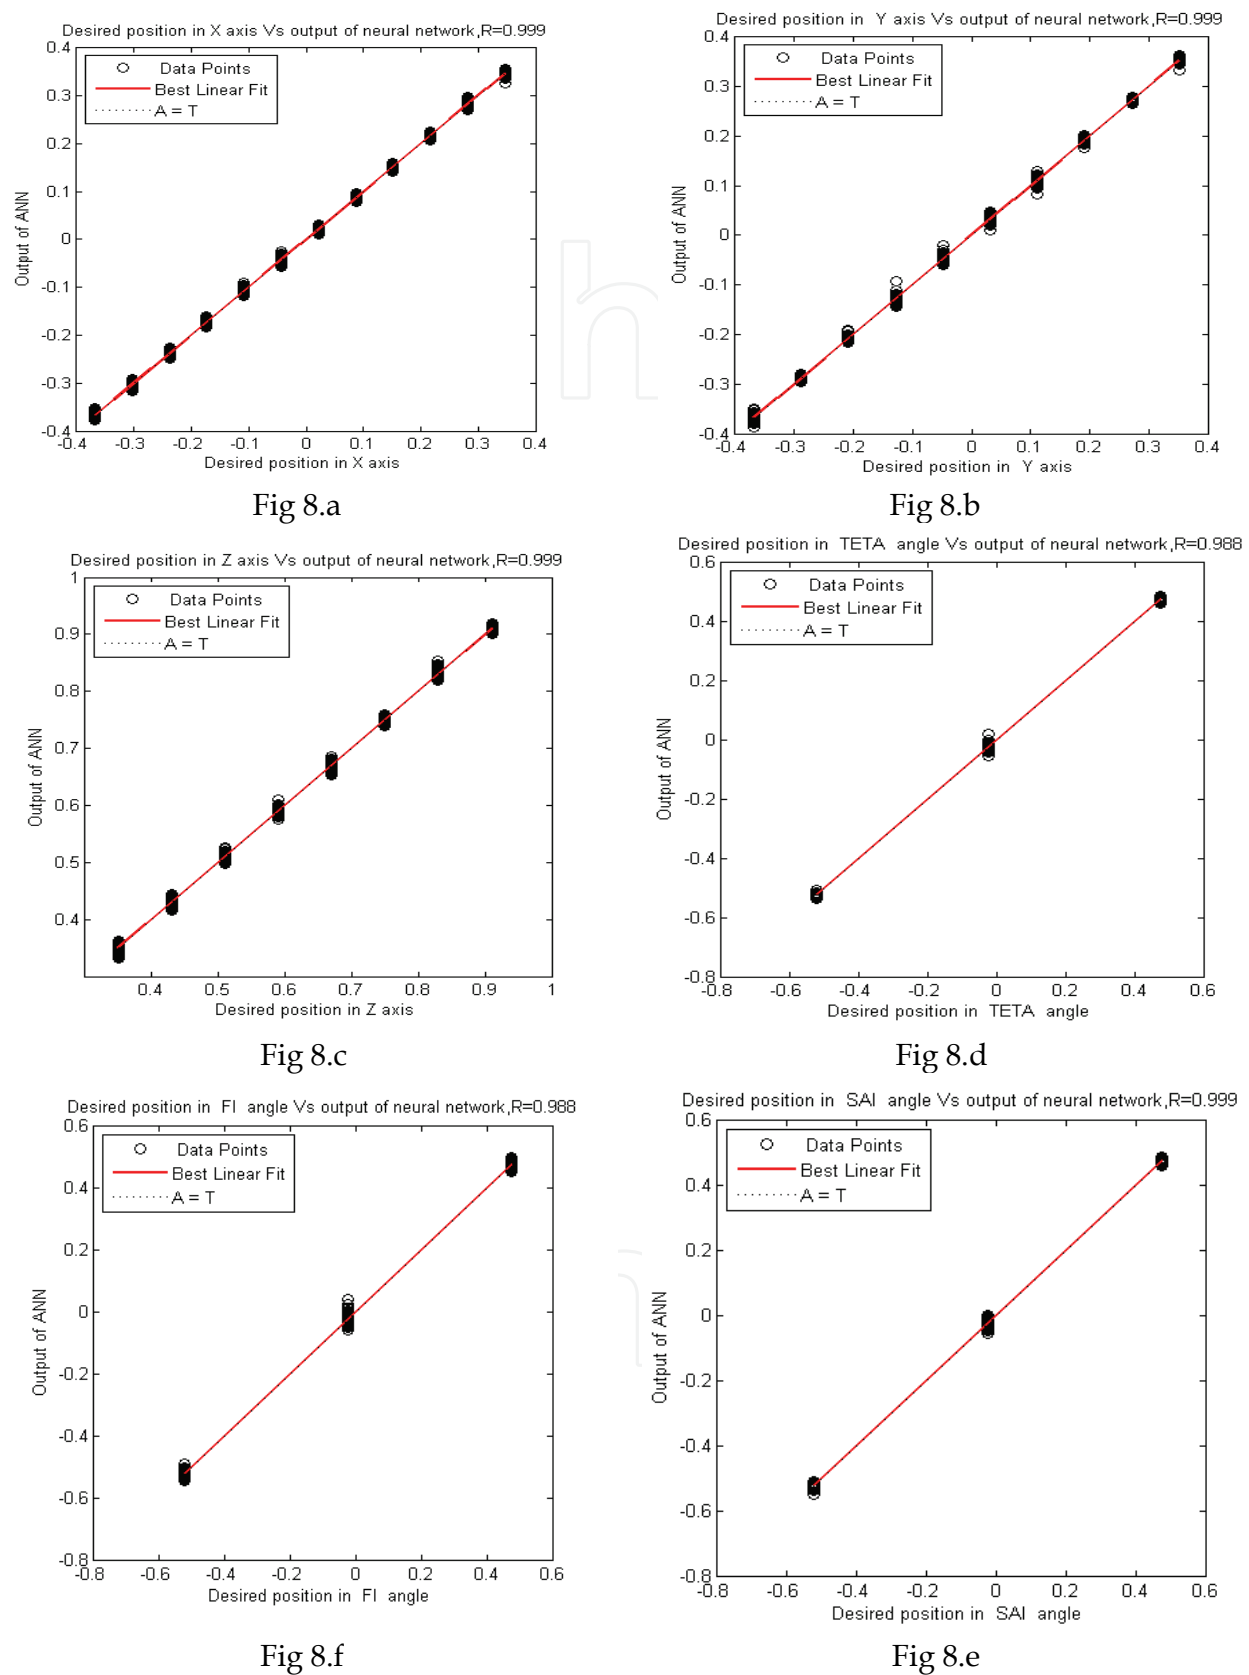 Desired position in X axis Vs output of neural network,R=0.999
Data Points
Best Linear Fit
A = T
0.4
0.3
0.2
0.1
0
-0.1
-0.2
-0.3
-0.4
Output of ANN
-0.4 -0.3 -0.2 -0.1 0 0.1 0.2 0.3 0.4
Desired position in X axis
Fig 8.a
Desired position in Y axis Vs output of neural network,R=0.999
Data Points
Best Linear Fit
A = T
0.4
0.3
0.2
0.1
0
-0.1
-0.2
-0.3
-0.4
Output of ANN
-0.4 -0.3 -0.2 -0.1 0 0.1 0.2 0.3 0.4
Desired position in Y axis
Fig 8.b
Desired position in Z axis Vs output of neural network,R=0.999
Data Points
Best Linear Fit
A = T
1
0.9
0.8
0.7
0.6
0.5
0.4
Output of ANN
0.4 0.5 0.6 0.7 0.8 0.9 1
Desired position in Z axis
Fig 8.c
Desired position in TETA angle Vs output of neural network,R=0.988
Data Points
Best Linear Fit
A = T
0.6
0.4
0.2
0
-0.2
-0.4
-0.6
-0.8
Output of ANN
-0.8 -0.6 -0.4 -0.2 0 0.2 0.4 0.6
Desired position in TETA angle
Fig 8.d
Desired position in FI angle Vs output of neural network,R=0.988
Data Points
Best Linear Fit
A = T
0.6
0.4
0.2
0
-0.2
-0.4
-0.6
-0.8
Output of ANN
-0.8 -0.6 -0.4 -0.2 0 0.2 0.4 0.6
Desired position in FI angle
Fig 8.f
Desired position in SAI angle Vs output of neural network,R=0.999
Data Points
Best Linear Fit
A = T
0.6
0.4
0.2
0
-0.2
-0.4
-0.6
-0.8
Output of ANN
-0.8 -0.6 -0.4 -0.2 0 0.2 0.4 0.6
Desired position in SAI angle
Fig 8.e